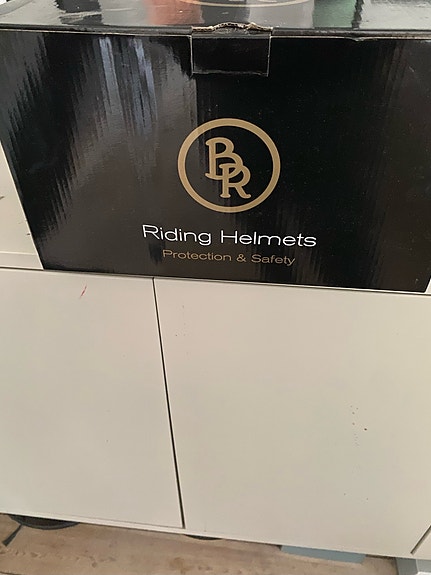 BR
Riding Helmets
Protection & Safety